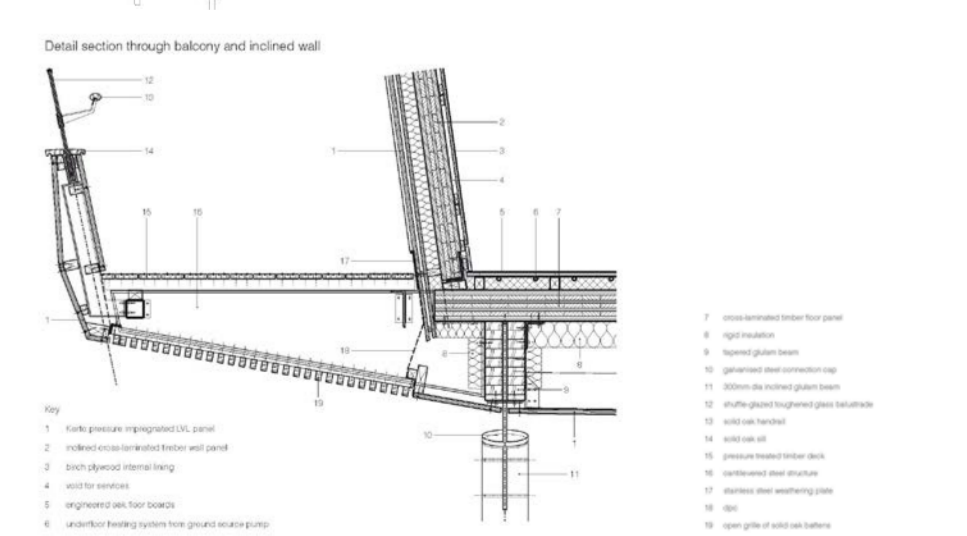 Detail section through balcony and inclined wall
12
10
14
1
2
3
4
15
16
5
6
7
17
1
18
8
8
9
19
10
1
11
Key
1 Kerto pressure impregnated LVL panel
2 inclined cross-laminated timber wall panel
3 birch plywood internal lining
4 void for services
5 engineered oak floor boards
6 underfloor heating system from ground source pump
7 cross-laminated timber floor panel
8 rigid insulation
9 tapered glulam beam
10 galvanised steel connection cap
11 300mm dia inclined glulam beam
12 shuffle-glazed toughened glass balustrade
13 solid oak handrail
14 solid oak sill
15 pressure treated timber deck
16 cantilevered steel structure
17 stainless steel weathering plate
18 dpc
19 open grille of solid oak battens